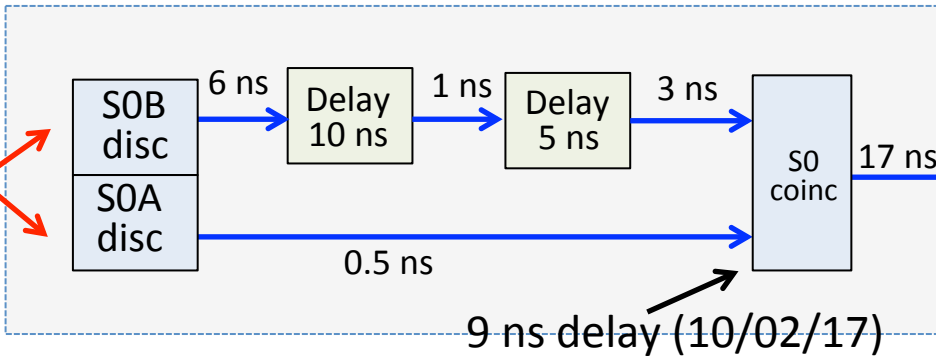 S0B
disc
6 ns
Delay
10 ns
1 ns
Delay
5 ns
3 ns
S0A
disc
0.5 ns
S0
coinc
17 ns
9 ns delay (10/02/17)